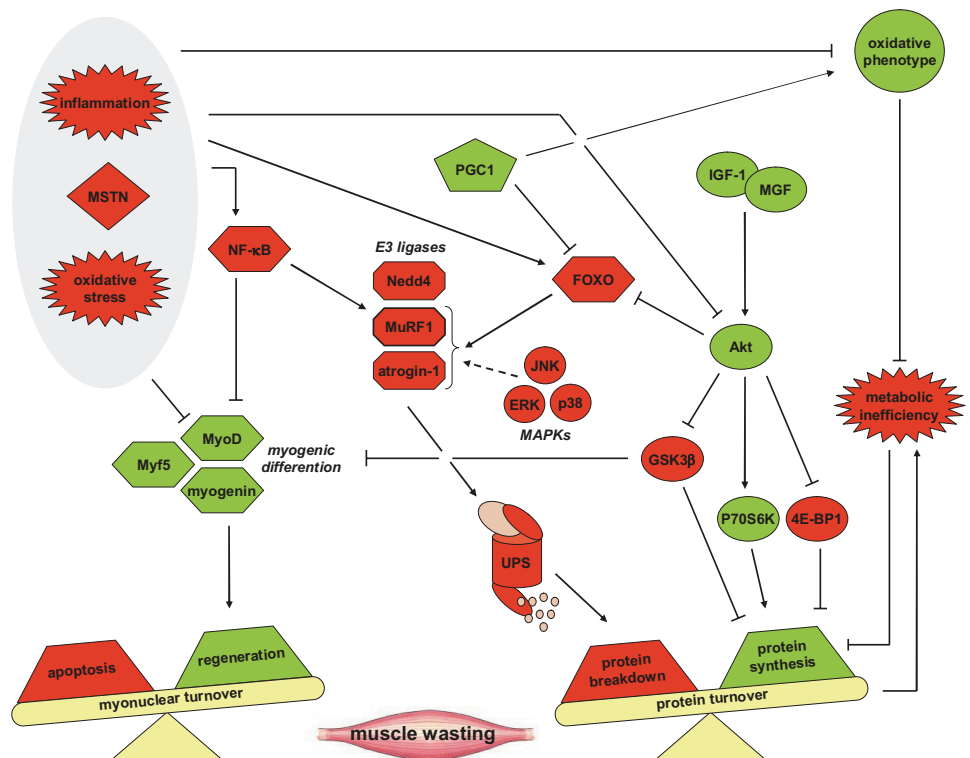 oxidative
phenotype
inflammation
PGC1
IGF-1
MGF
MSTN
NF-κB
E3 ligases
oxidative
stress
Nedd4
FOXO
MuRF1
Akt
atrogin-1
JNK
ERK
p38
MAPKs
metabolic
inefficiency
MyoD
Myf5
myogenin
myogenic
differention
GSK3β
P70S6K
4E-BP1
UPS
apoptosis
regeneration
myonuclear turnover
protein
breakdown
protein
synthesis
protein turnover
muscle wasting